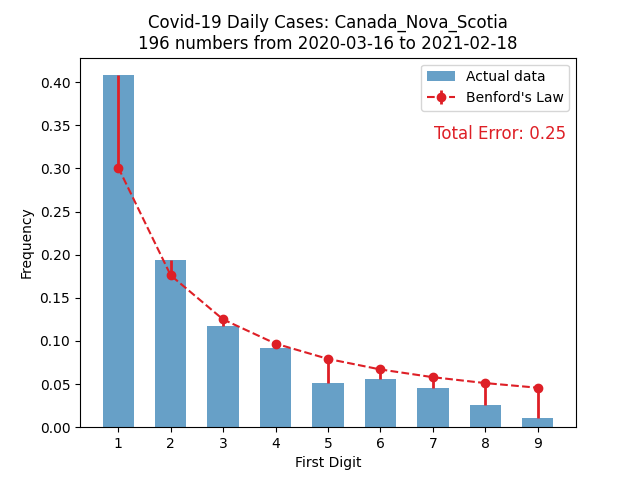 Covid-19 Daily Cases: Canada_Nova_Scotia
196 numbers from 2020-03-16 to 2021-02-18
Actual data
Benford's Law
Total Error: 0.25
Frequency
0.40
0.35
0.30
0.25
0.20
0.15
0.10
0.05
0.00
1 2 3 4 5 6 7 8 9
First Digit